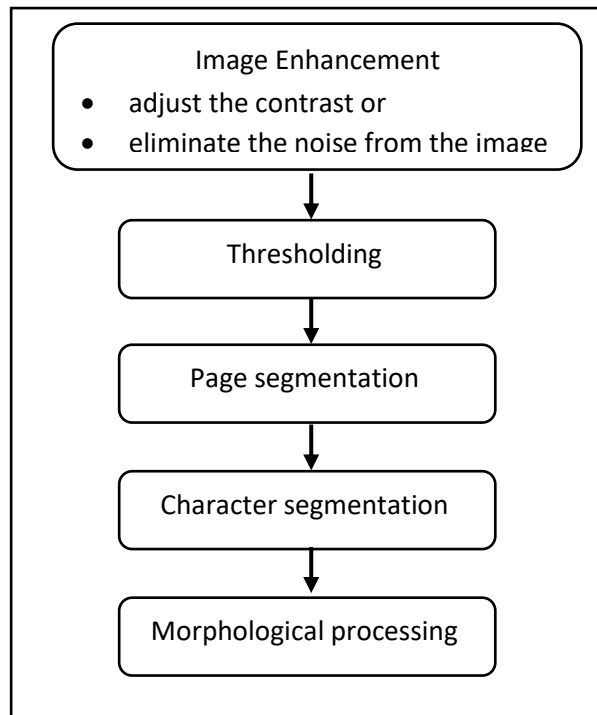 Image Enhancement
• adjust the contrast or
• eliminate the noise from the image
Thresholding
Page segmentation
Character segmentation
Morphological processing